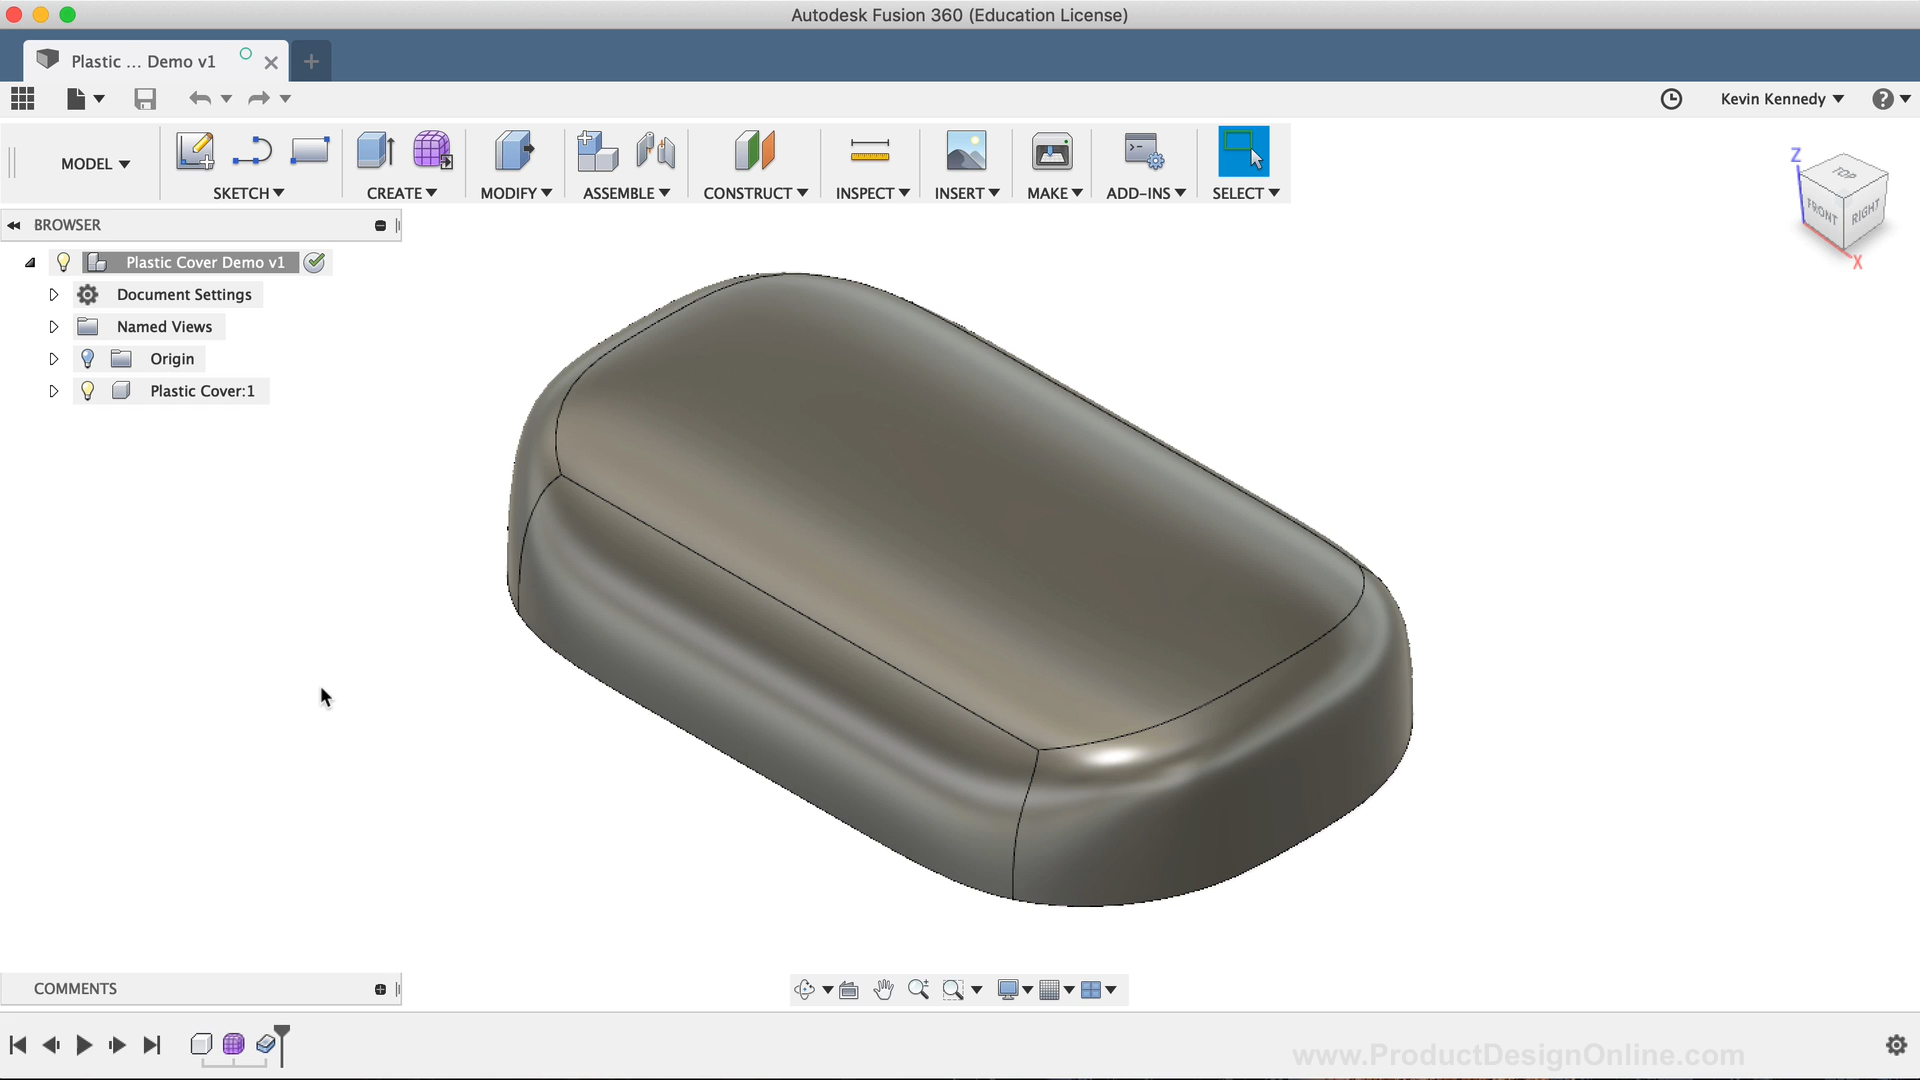 Autodesk Fusion 360 (Education License)
Plastic ... Demo v1
Kevin Kennedy
MODEL
SKETCH
CREATE
MODIFY
ASSEMBLE
CONSTRUCT
INSPECT
INSERT
MAKE
ADD-INS
SELECT
Z
TOP
FRONT
RIGHT
X
BROWSER
Plastic Cover Demo v1
Document Settings
Named Views
Origin
Plastic Cover:1
COMMENTS
www.ProductDesignOnline.com